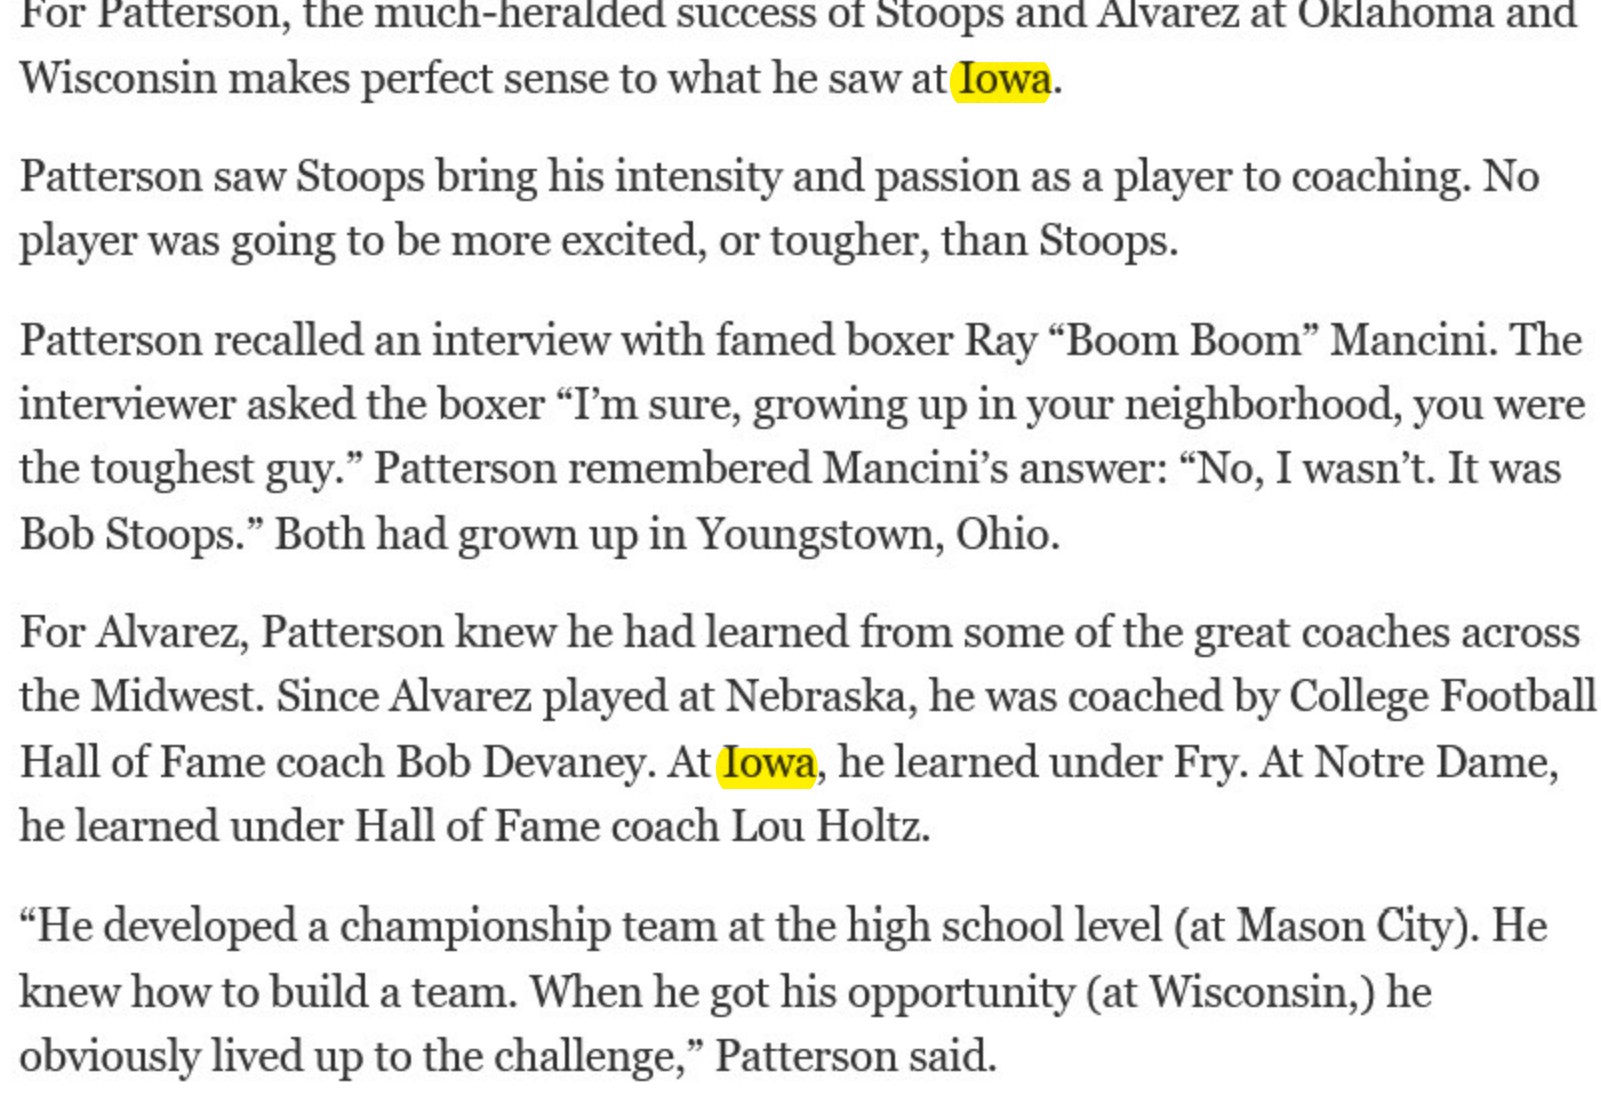 For Patterson, the much-heralded success of Stoops and Alvarez at Oklahoma and
Wisconsin makes perfect sense to what he saw at Iowa.
Patterson saw Stoops bring his intensity and passion as a player to coaching. No
player was going to be more excited, or tougher, than Stoops.
Patterson recalled an interview with famed boxer Ray “Boom Boom” Mancini. The
interviewer asked the boxer “I’m sure, growing up in your neighborhood, you were
the toughest guy.” Patterson remembered Mancini’s answer: “No, I wasn’t. It was
Bob Stoops.” Both had grown up in Youngstown, Ohio.
For Alvarez, Patterson knew he had learned from some of the great coaches across
the Midwest. Since Alvarez played at Nebraska, he was coached by College Football
Hall of Fame coach Bob Devaney. At Iowa, he learned under Fry. At Notre Dame,
he learned under Hall of Fame coach Lou Holtz.
“He developed a championship team at the high school level (at Mason City). He
knew how to build a team. When he got his opportunity (at Wisconsin,) he
obviously lived up to the challenge,” Patterson said.